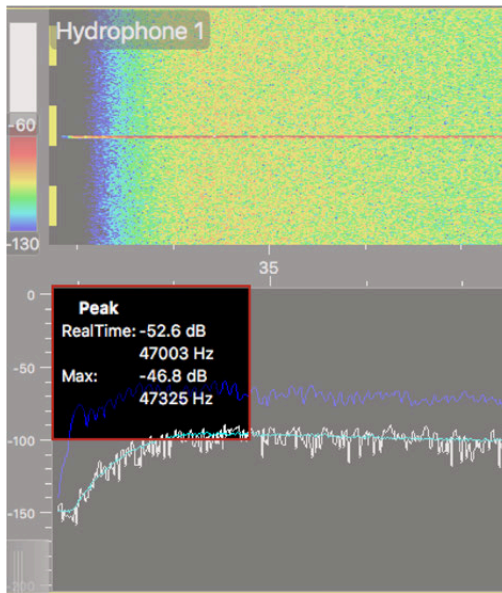 Hydrophone 1
-60
-130
35
0
Peak
RealTime: -52.6 dB
47003 Hz
Max: -46.8 dB
47325 Hz
-50
-100
-150
-200